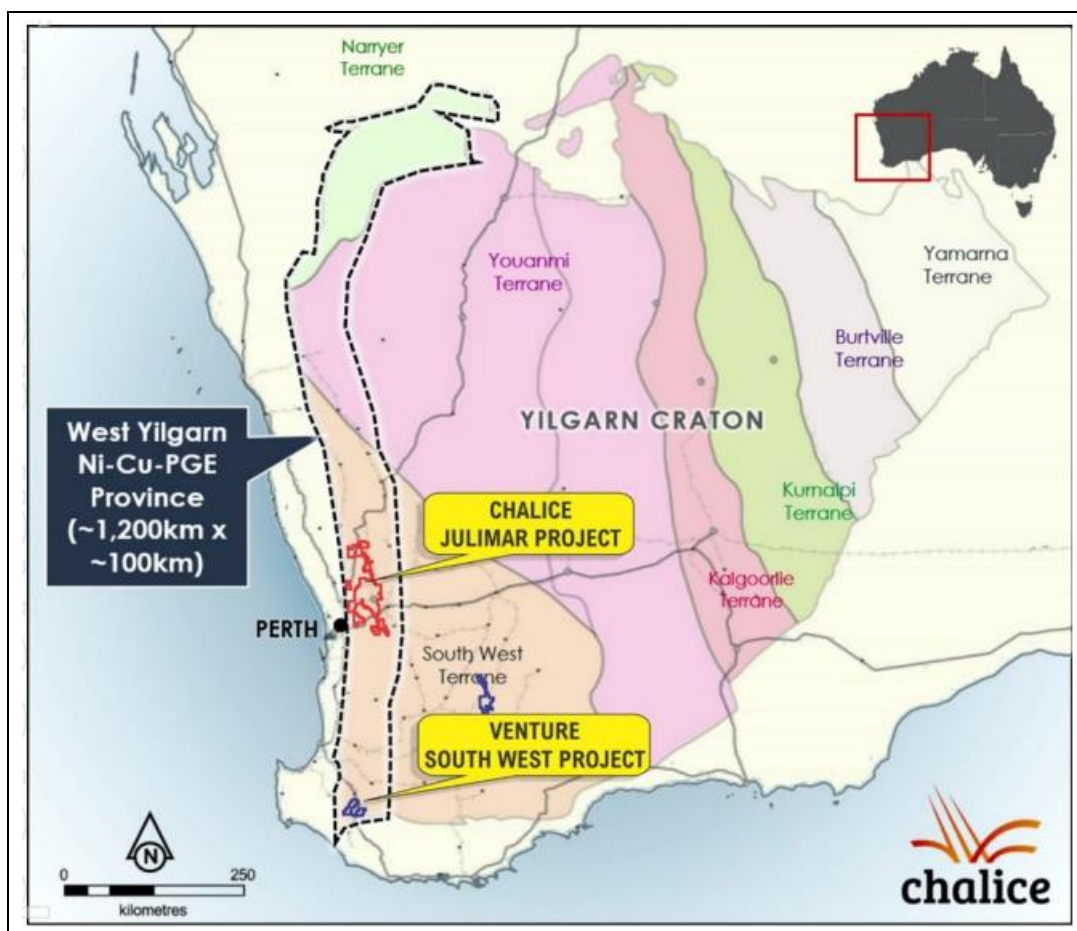 Narryer
Terrane
Youanmi
Terrane
Yamarna
Terrane
Burtville
Terrane
YILGARN CRATON
West Yilgarn
Ni-Cu-PGE
Province
(~1,200km x
~100km)
Kurnalpi
Terrane
CHALICE
JULIMAR PROJECT
Kalgoorlie
Terrane
PERTH
South West
Terrane
VENTURE
SOUTH WEST PROJECT
N
0 250
kilometres
chalice